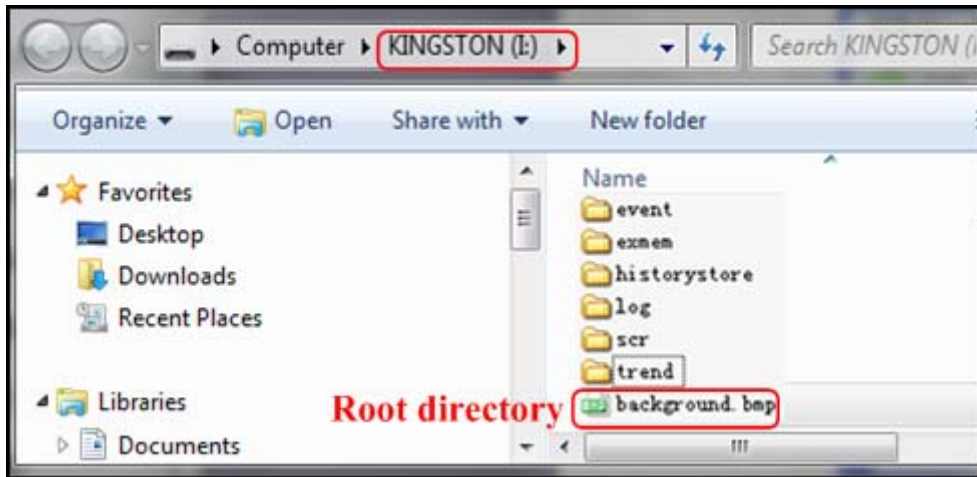 Computer KINGSTON (I:) Search KINGSTON (
Organize Open Share with New folder
Favorites
Desktop
Downloads
Recent Places
Libraries
Documents
Name
event
exmem
historystore
log
scr
trend
Root directory background.bmp